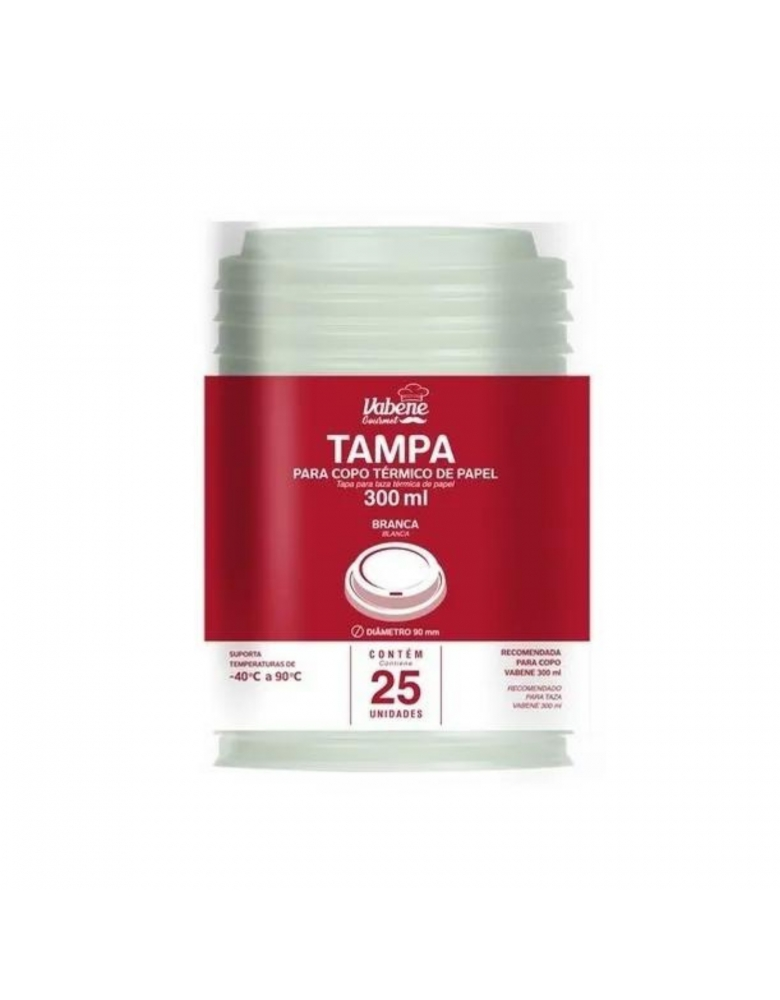 Vabene
Gourmet
TAMPA
PARA COPO TÉRMICO DE PAPEL
Tapa para taza térmica de papel
300 ml
BRANCA
BLANCA
DIÂMETRO 90 mm
SUPORTA
TEMPERATURAS DE
-40°C a 90°C
CONTÉM
Contiene
25
UNIDADES
RECOMENDADA
PARA COPO
VABENE 300 ml
RECOMENDADO
PARA TAZA
VABENE 300 ml